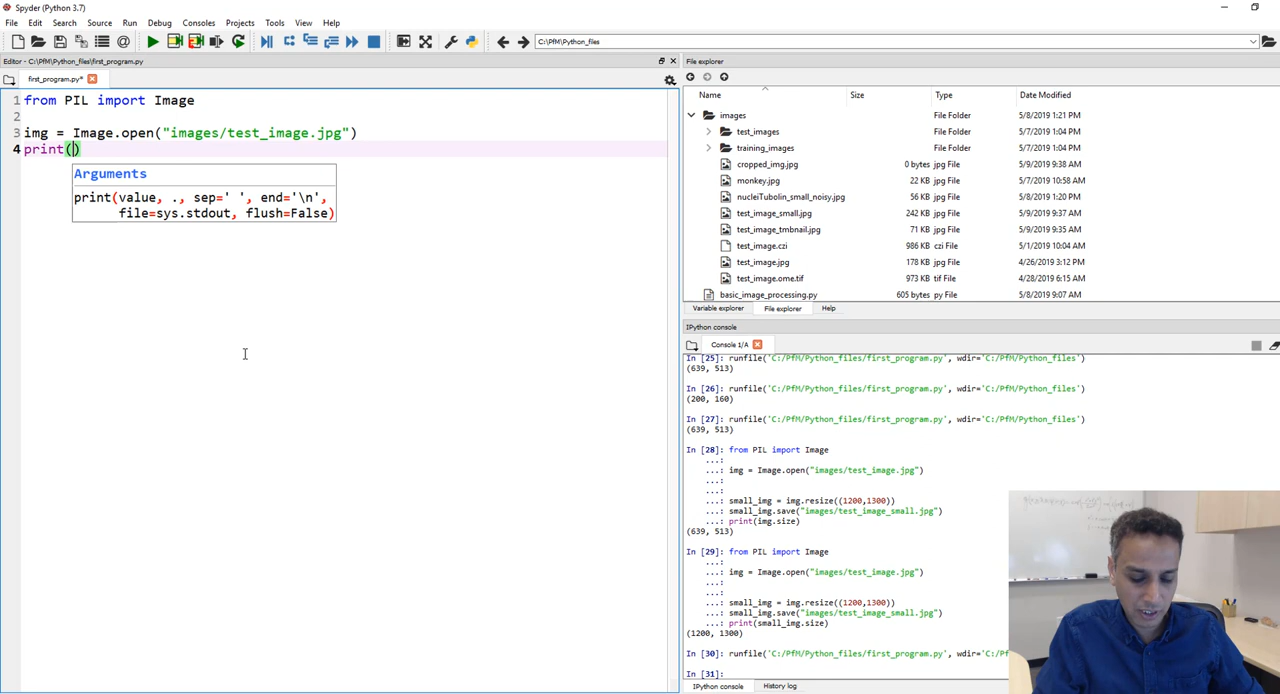 Spyder (Python 3.7)
File Edit Search Source Run Debug Consoles Projects Tools View Help
C:\PfM\Python_files
Editor - C:\PfM\Python_files\first_program.py
first_program.py*
1 from PIL import Image
2
3 img = Image.open("images/test_image.jpg")
4 print()
Arguments
print(value, ., sep=' ', end='\n',
file=sys.stdout, flush=False)
File explorer
Name Size Type Date Modified
images File Folder 5/8/2019 1:21 PM
test_images File Folder 5/7/2019 1:04 PM
training_images File Folder 5/7/2019 1:04 PM
cropped_img.jpg 0 bytes jpg File 5/9/2019 9:38 AM
monkey.jpg 22 KB jpg File 5/7/2019 10:58 AM
nucleiTubolin_small_noisy.jpg 56 KB jpg File 5/8/2019 1:20 PM
test_image_small.jpg 242 KB jpg File 5/9/2019 9:37 AM
test_image_tmbnail.jpg 71 KB jpg File 5/9/2019 9:35 AM
test_image.czi 986 KB czi File 5/1/2019 10:04 AM
test_image.jpg 178 KB jpg File 4/26/2019 3:12 PM
test_image.ome.tif 973 KB tif File 4/28/2019 6:15 AM
basic_image_processing.py 605 bytes py File 5/8/2019 9:07 AM
Variable explorer File explorer Help
IPython console
Console 1/A
In [25]: runfile('C:/PfM/Python_files/first_program.py', wdir='C:/PfM/Python_files')
(639, 513)
In [26]: runfile('C:/PfM/Python_files/first_program.py', wdir='C:/PfM/Python_files')
(200, 160)
In [27]: runfile('C:/PfM/Python_files/first_program.py', wdir='C:/PfM/Python_files')
(639, 513)
In [28]: from PIL import Image
...:
...: img = Image.open("images/test_image.jpg")
...:
...:
...: small_img = img.resize((1200,1300))
...: small_img.save("images/test_image_small.jpg")
...: print(img.size)
(639, 513)
In [29]: from PIL import Image
...:
...: img = Image.open("images/test_image.jpg")
...:
...:
...: small_img = img.resize((1200,1300))
...: small_img.save("images/test_image_small.jpg")
...: print(small_img.size)
(1200, 1300)
In [30]: runfile('C:/PfM/Python_files/first_program.py', wdir='C:/Pf
In [31]:
IPython console History log